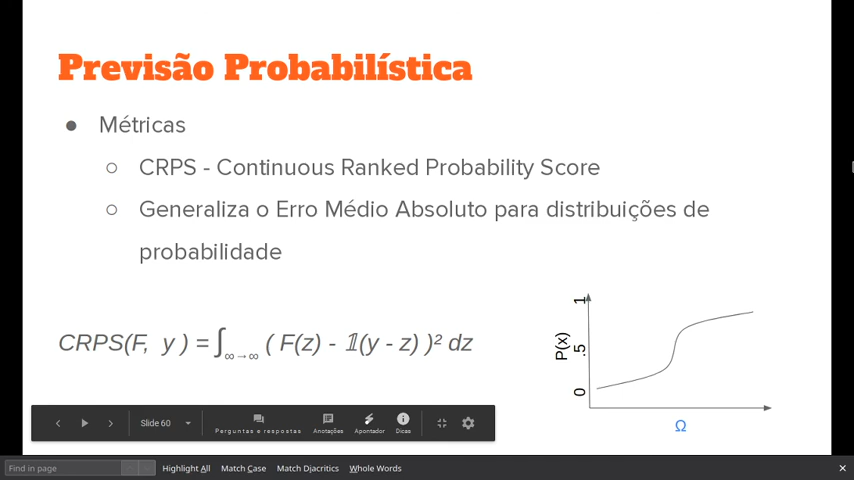 Previsão Probabilística
● Métricas
○ CRPS - Continuous Ranked Probability Score
○ Generaliza o Erro Médio Absoluto para distribuições de
probabilidade
CRPS(F, y ) = ∫∞→∞ ( F(z) - 𝟙(y - z) )² dz
P(x)
0 .5 1
Ω
Slide 60
Perguntas e respostas
Anotações
Apontador
Dicas
Find in page
Highlight All
Match Case
Match Diacritics
Whole Words